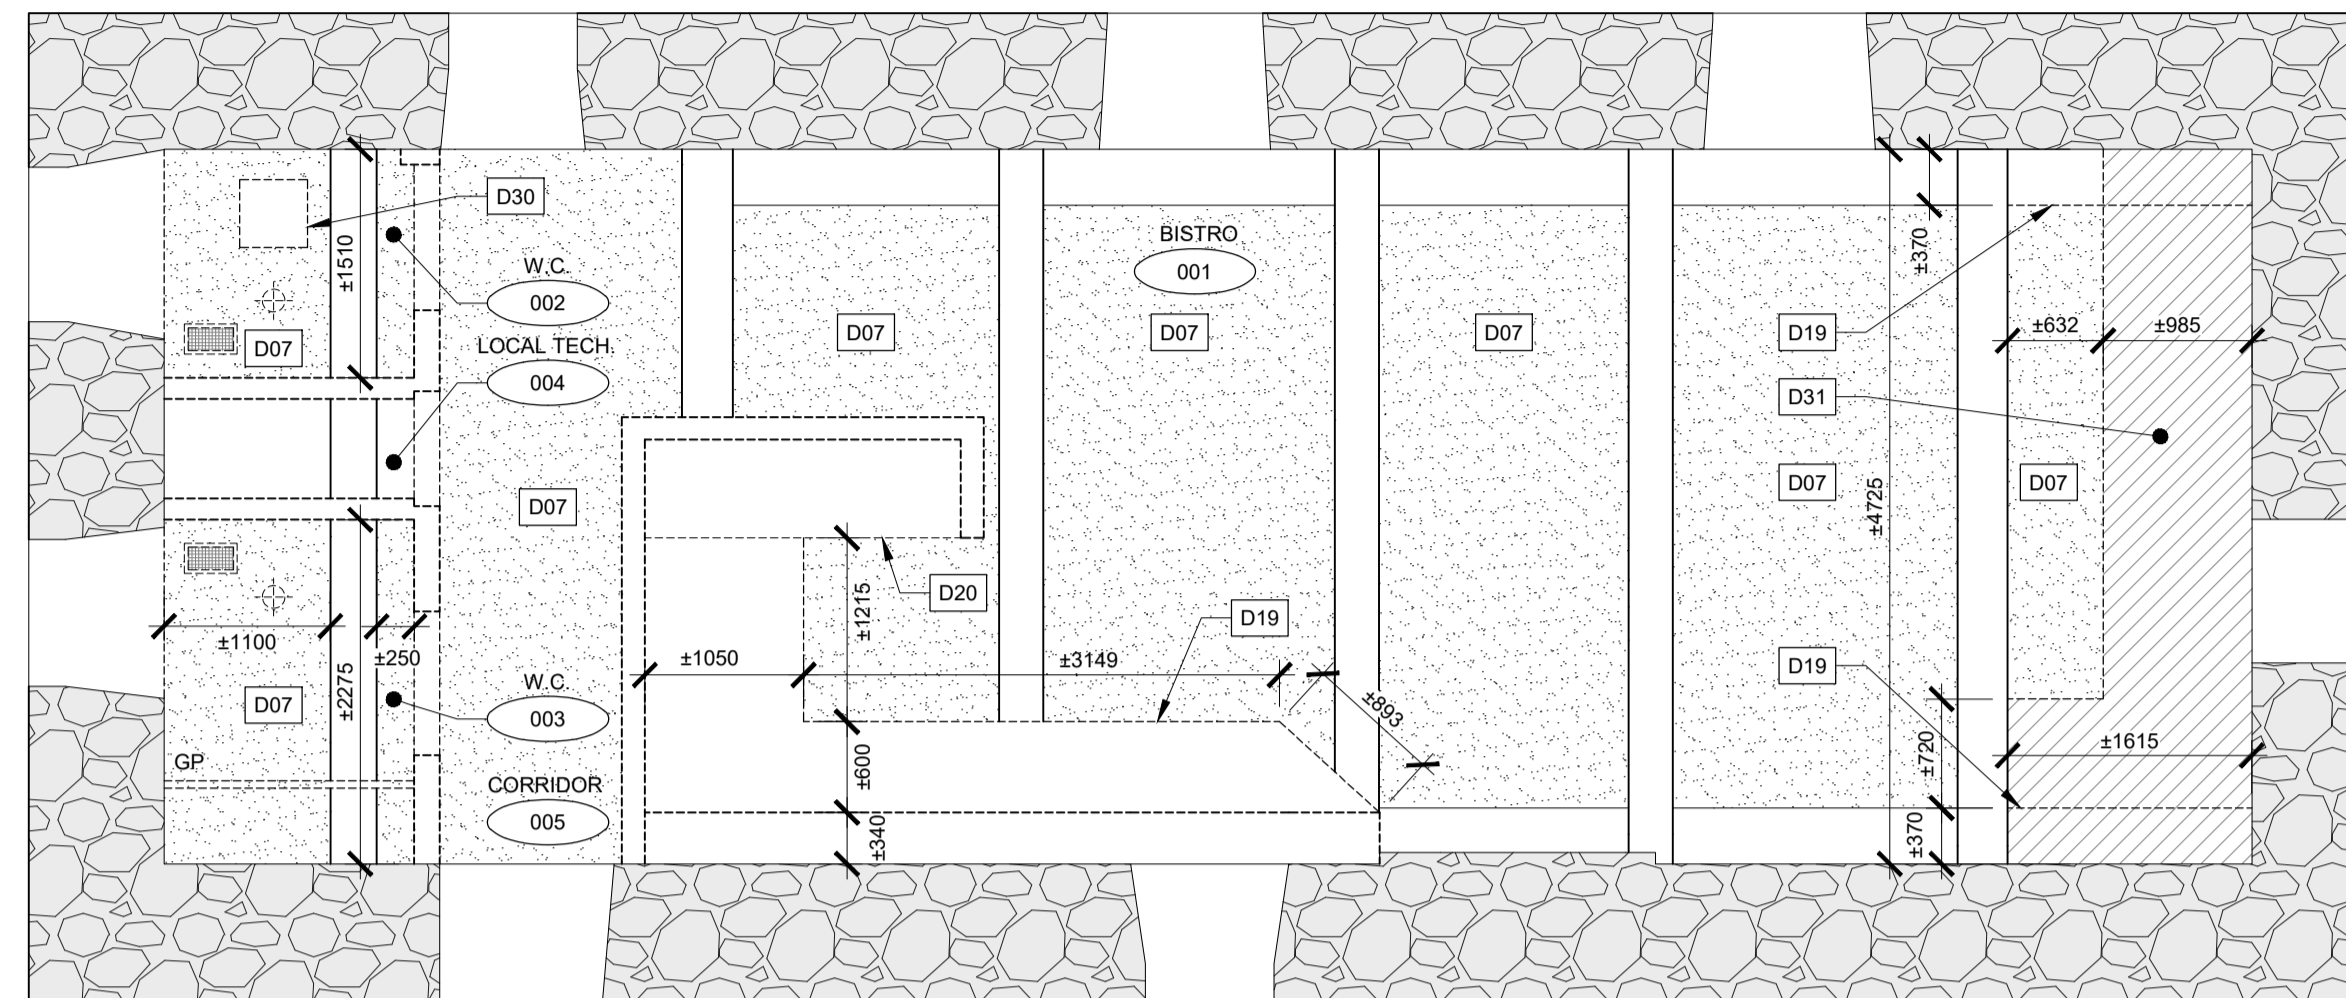 D30
±1510
W.C.
002
D07
LOCAL TECH.
004
BISTRO
001
D07
D07
D07
D19
±370
±632
±985
D31
D07
D07
D07
±4725
D20
±1215
D19
±1100
±250
±2275
±1050
±3149
D19
W.C.
003
D07
±893
GP
CORRIDOR
005
±600
±340
±720
±1615
±370